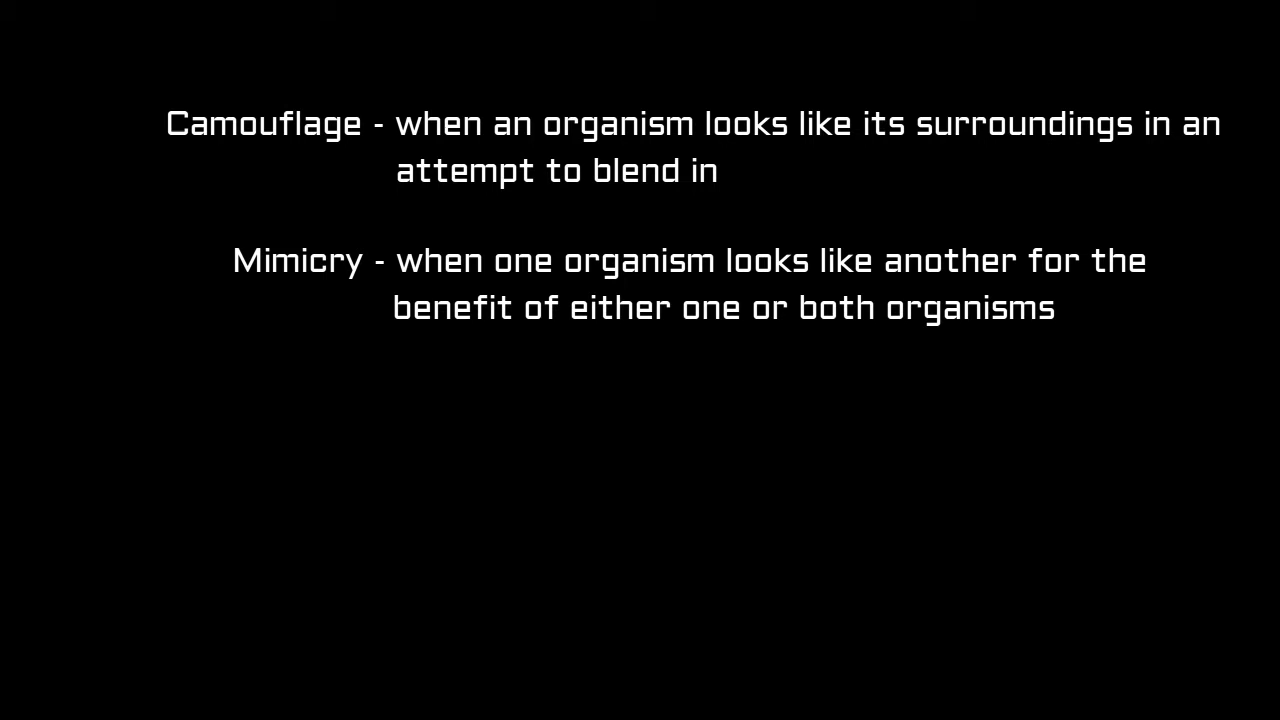 Camouflage - when an organism looks like its surroundings in an
attempt to blend in
Mimicry - when one organism looks like another for the
benefit of either one or both organisms